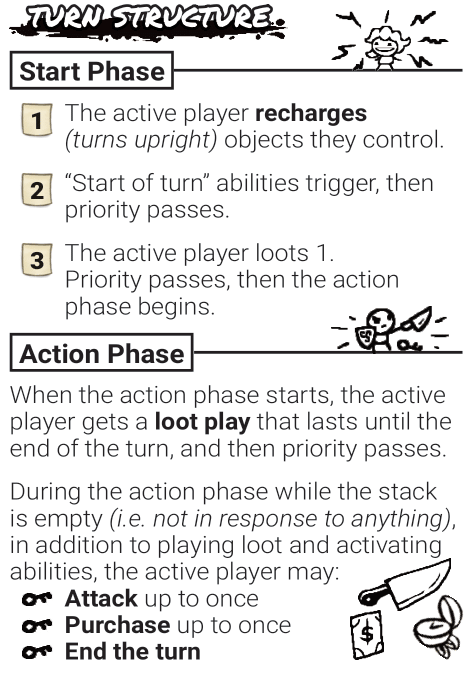 TURN STRUCTURE
Start Phase
1 The active player recharges
(turns upright) objects they control.
2 “Start of turn” abilities trigger, then
priority passes.
3 The active player loots 1.
Priority passes, then the action
phase begins.
Action Phase
When the action phase starts, the active
player gets a loot play that lasts until the
end of the turn, and then priority passes.
During the action phase while the stack
is empty (i.e. not in response to anything),
in addition to playing loot and activating
abilities, the active player may:
Attack up to once
Purchase up to once
End the turn
$